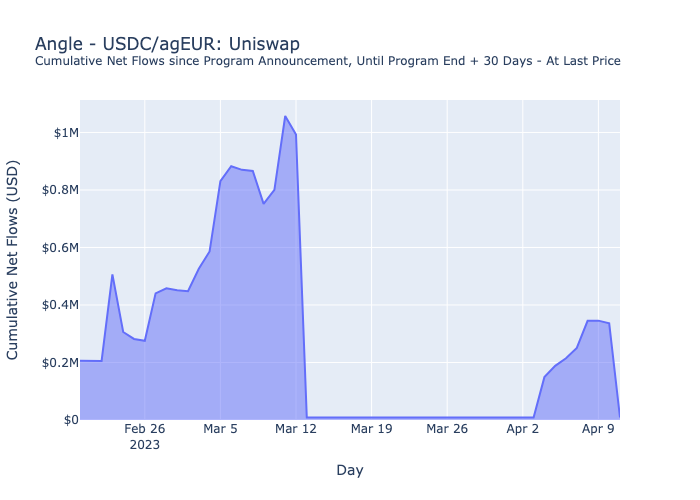 Angle - USDC/agEUR: Uniswap
Cumulative Net Flows since Program Announcement, Until Program End + 30 Days - At Last Price
Cumulative Net Flows (USD)
$1M
$0.8M
$0.6M
$0.4M
$0.2M
$0
Feb 26
2023
Mar 5
Mar 12
Mar 19
Mar 26
Apr 2
Apr 9
Day